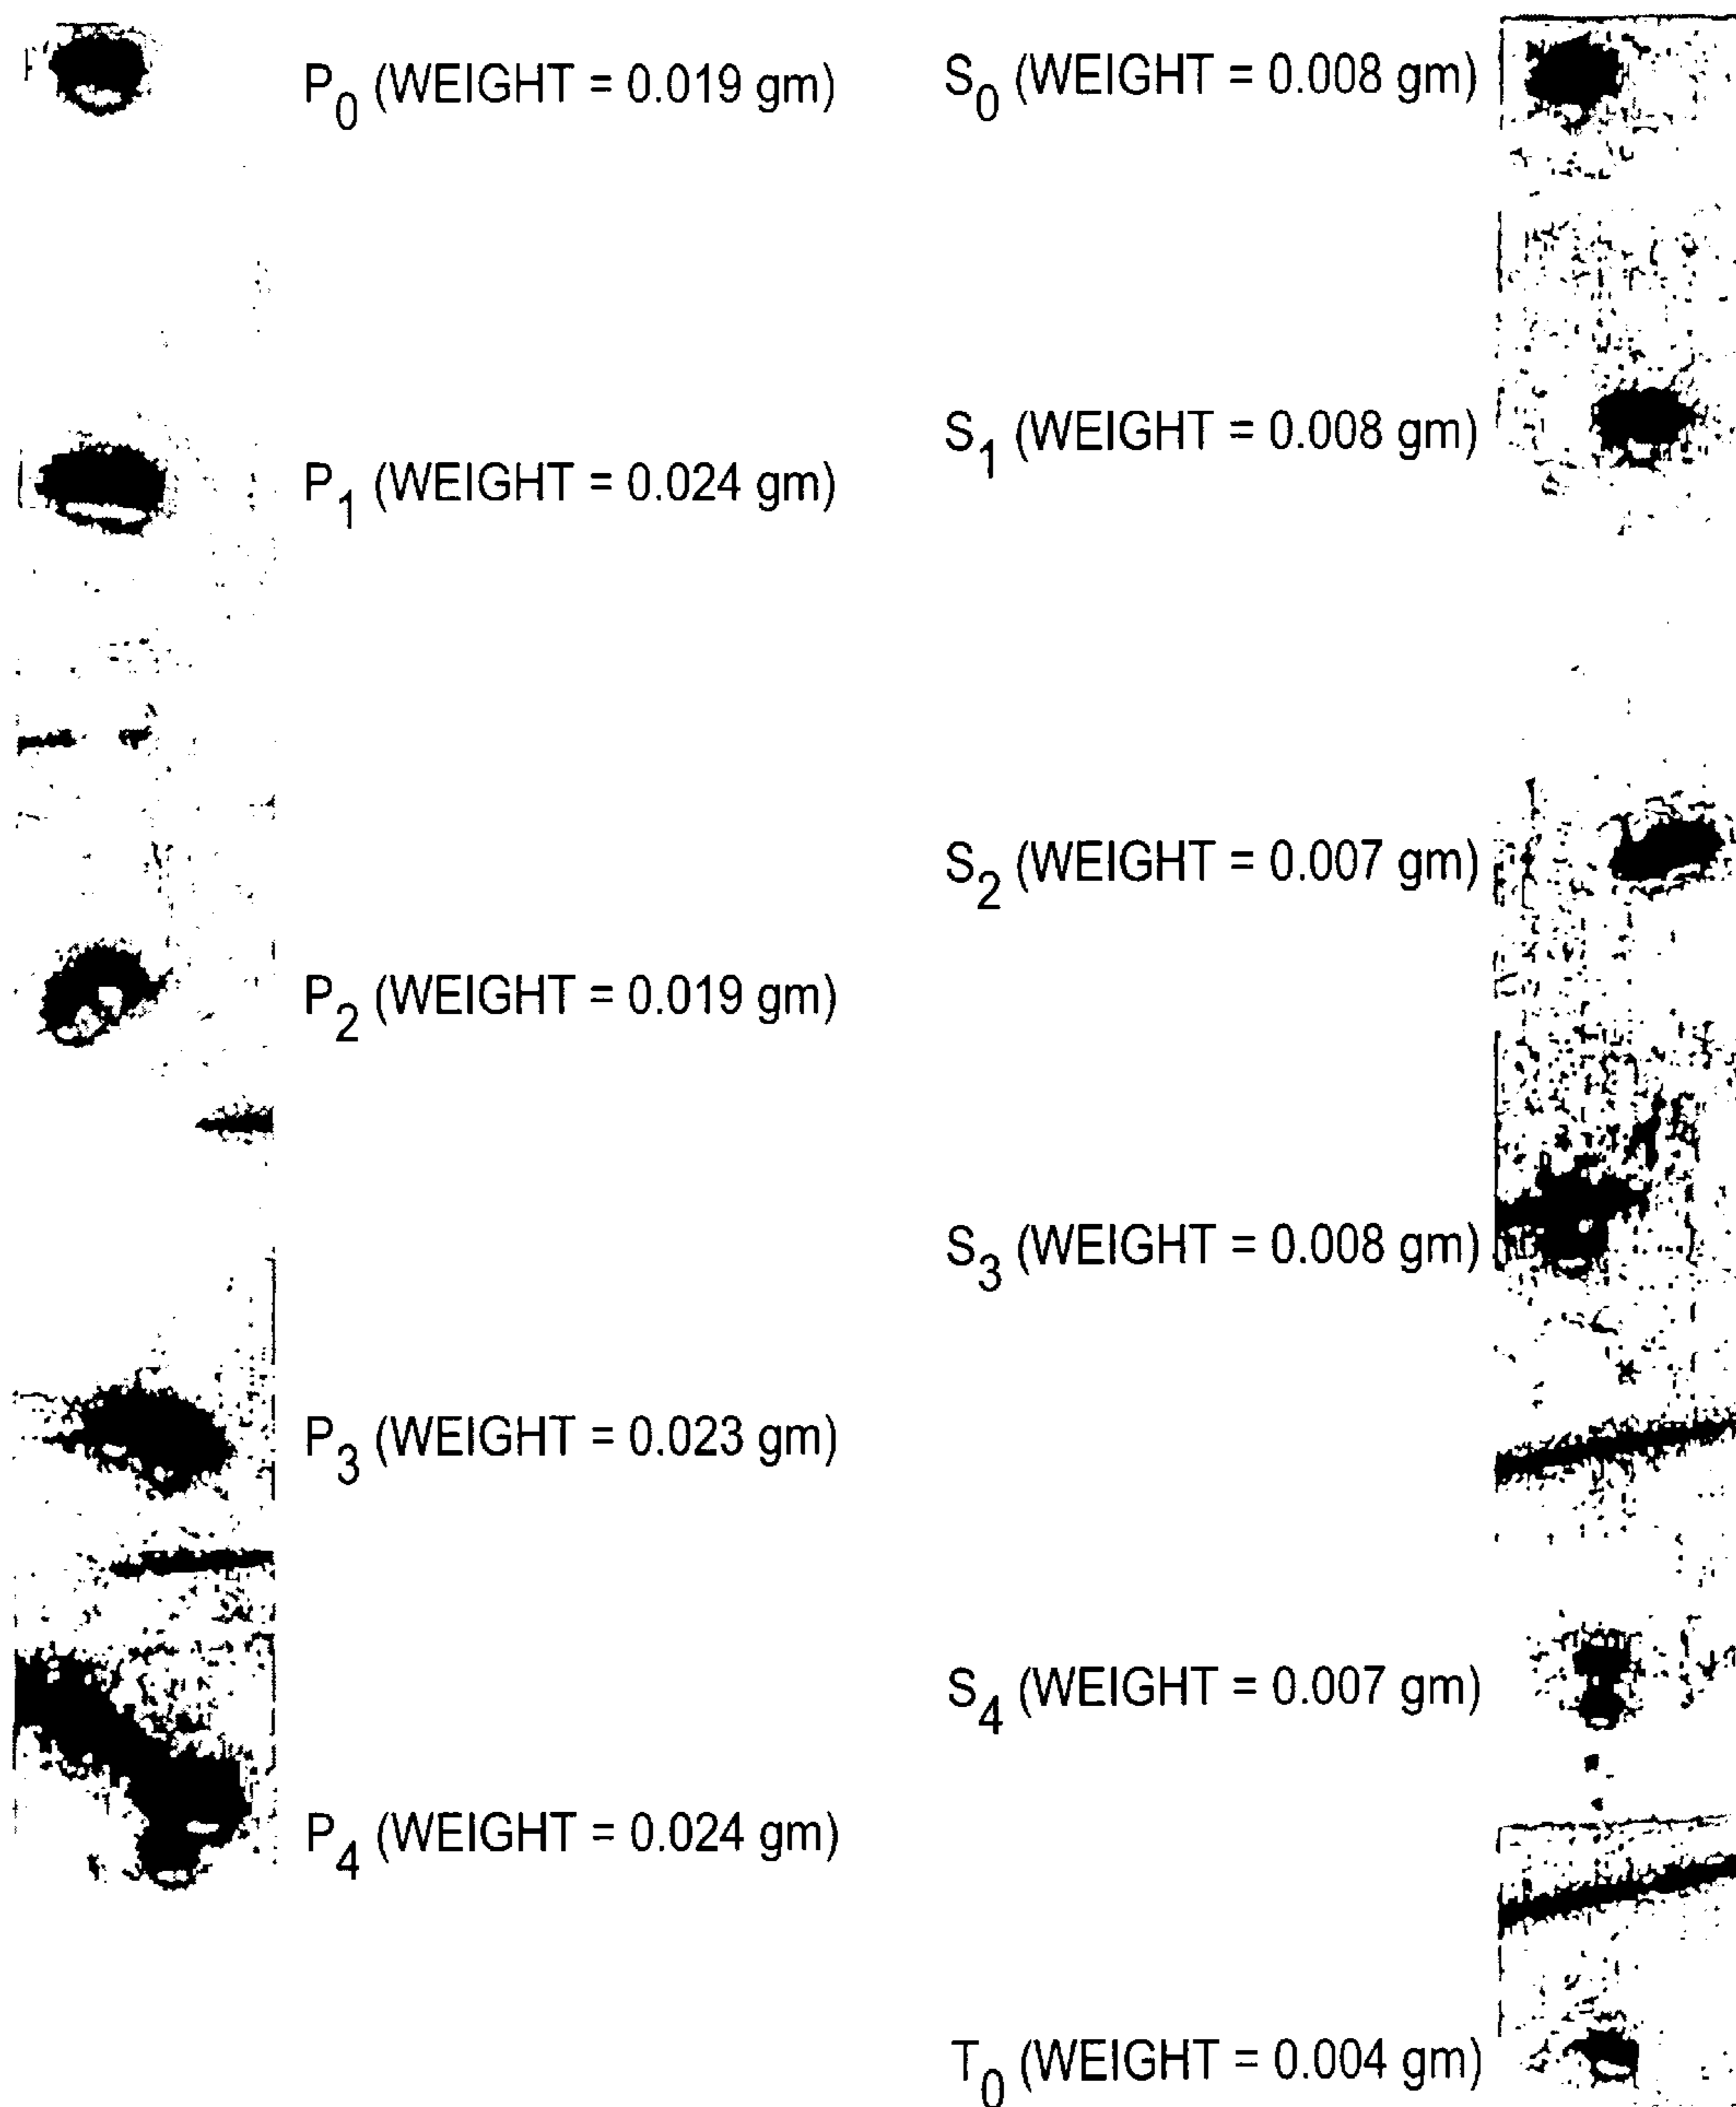 P0 (WEIGHT = 0.019 gm)
P1 (WEIGHT = 0.024 gm)
P2 (WEIGHT = 0.019 gm)
P3 (WEIGHT = 0.023 gm)
P4 (WEIGHT = 0.024 gm)
S0 (WEIGHT = 0.008 gm)
S1 (WEIGHT = 0.008 gm)
S2 (WEIGHT = 0.007 gm)
S3 (WEIGHT = 0.008 gm)
S4 (WEIGHT = 0.007 gm)
T0 (WEIGHT = 0.004 gm)